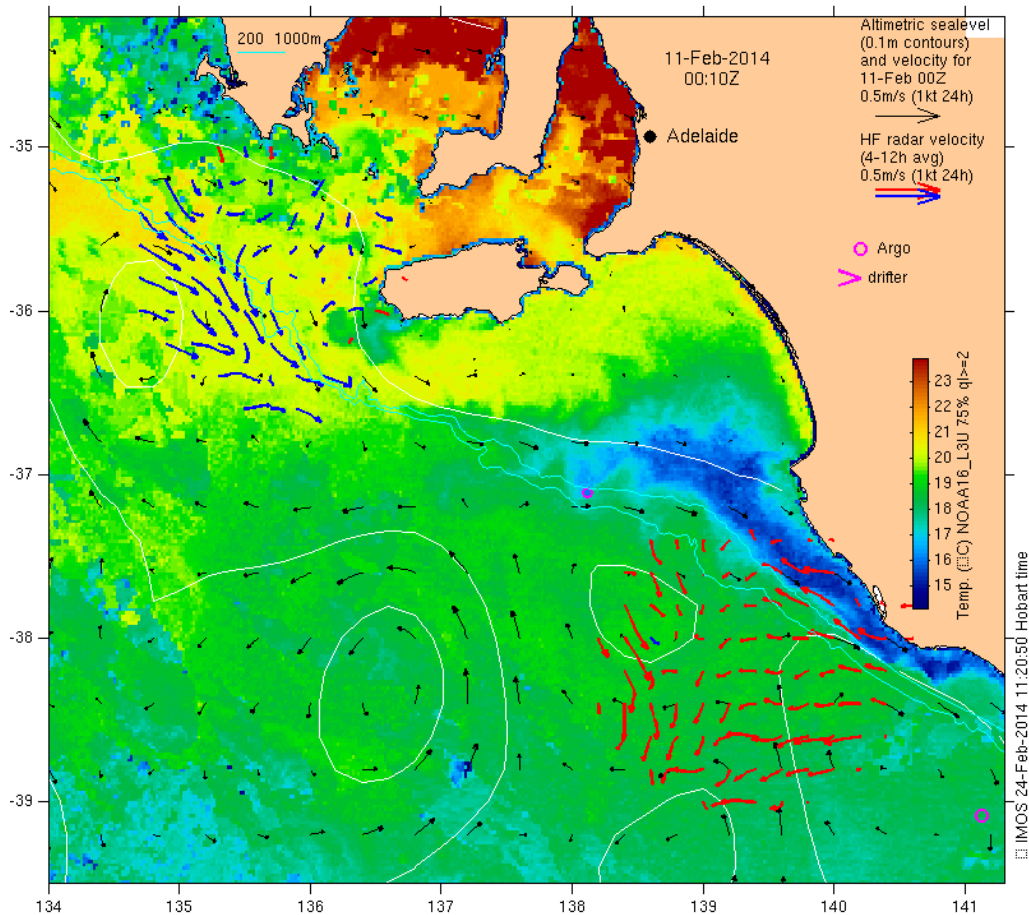 200 1000m
11-Feb-2014
00:10Z
Adelaide
Altimetric sealevel
(0.1m contours)
and velocity for
11-Feb 00Z
0.5m/s (1kt 24h)
HF radar velocity
(4-12h avg)
0.5m/s (1kt 24h)
Argo
drifter
23
22
21
20
19
18
17
16
15
Temp. (□C) NOAA16_L3U 75% ql>=2
-35
-36
-37
-38
-39
134
135
136
137
138
139
140
141
□ IMOS 24-Feb-2014 11:20:50 Hobart time